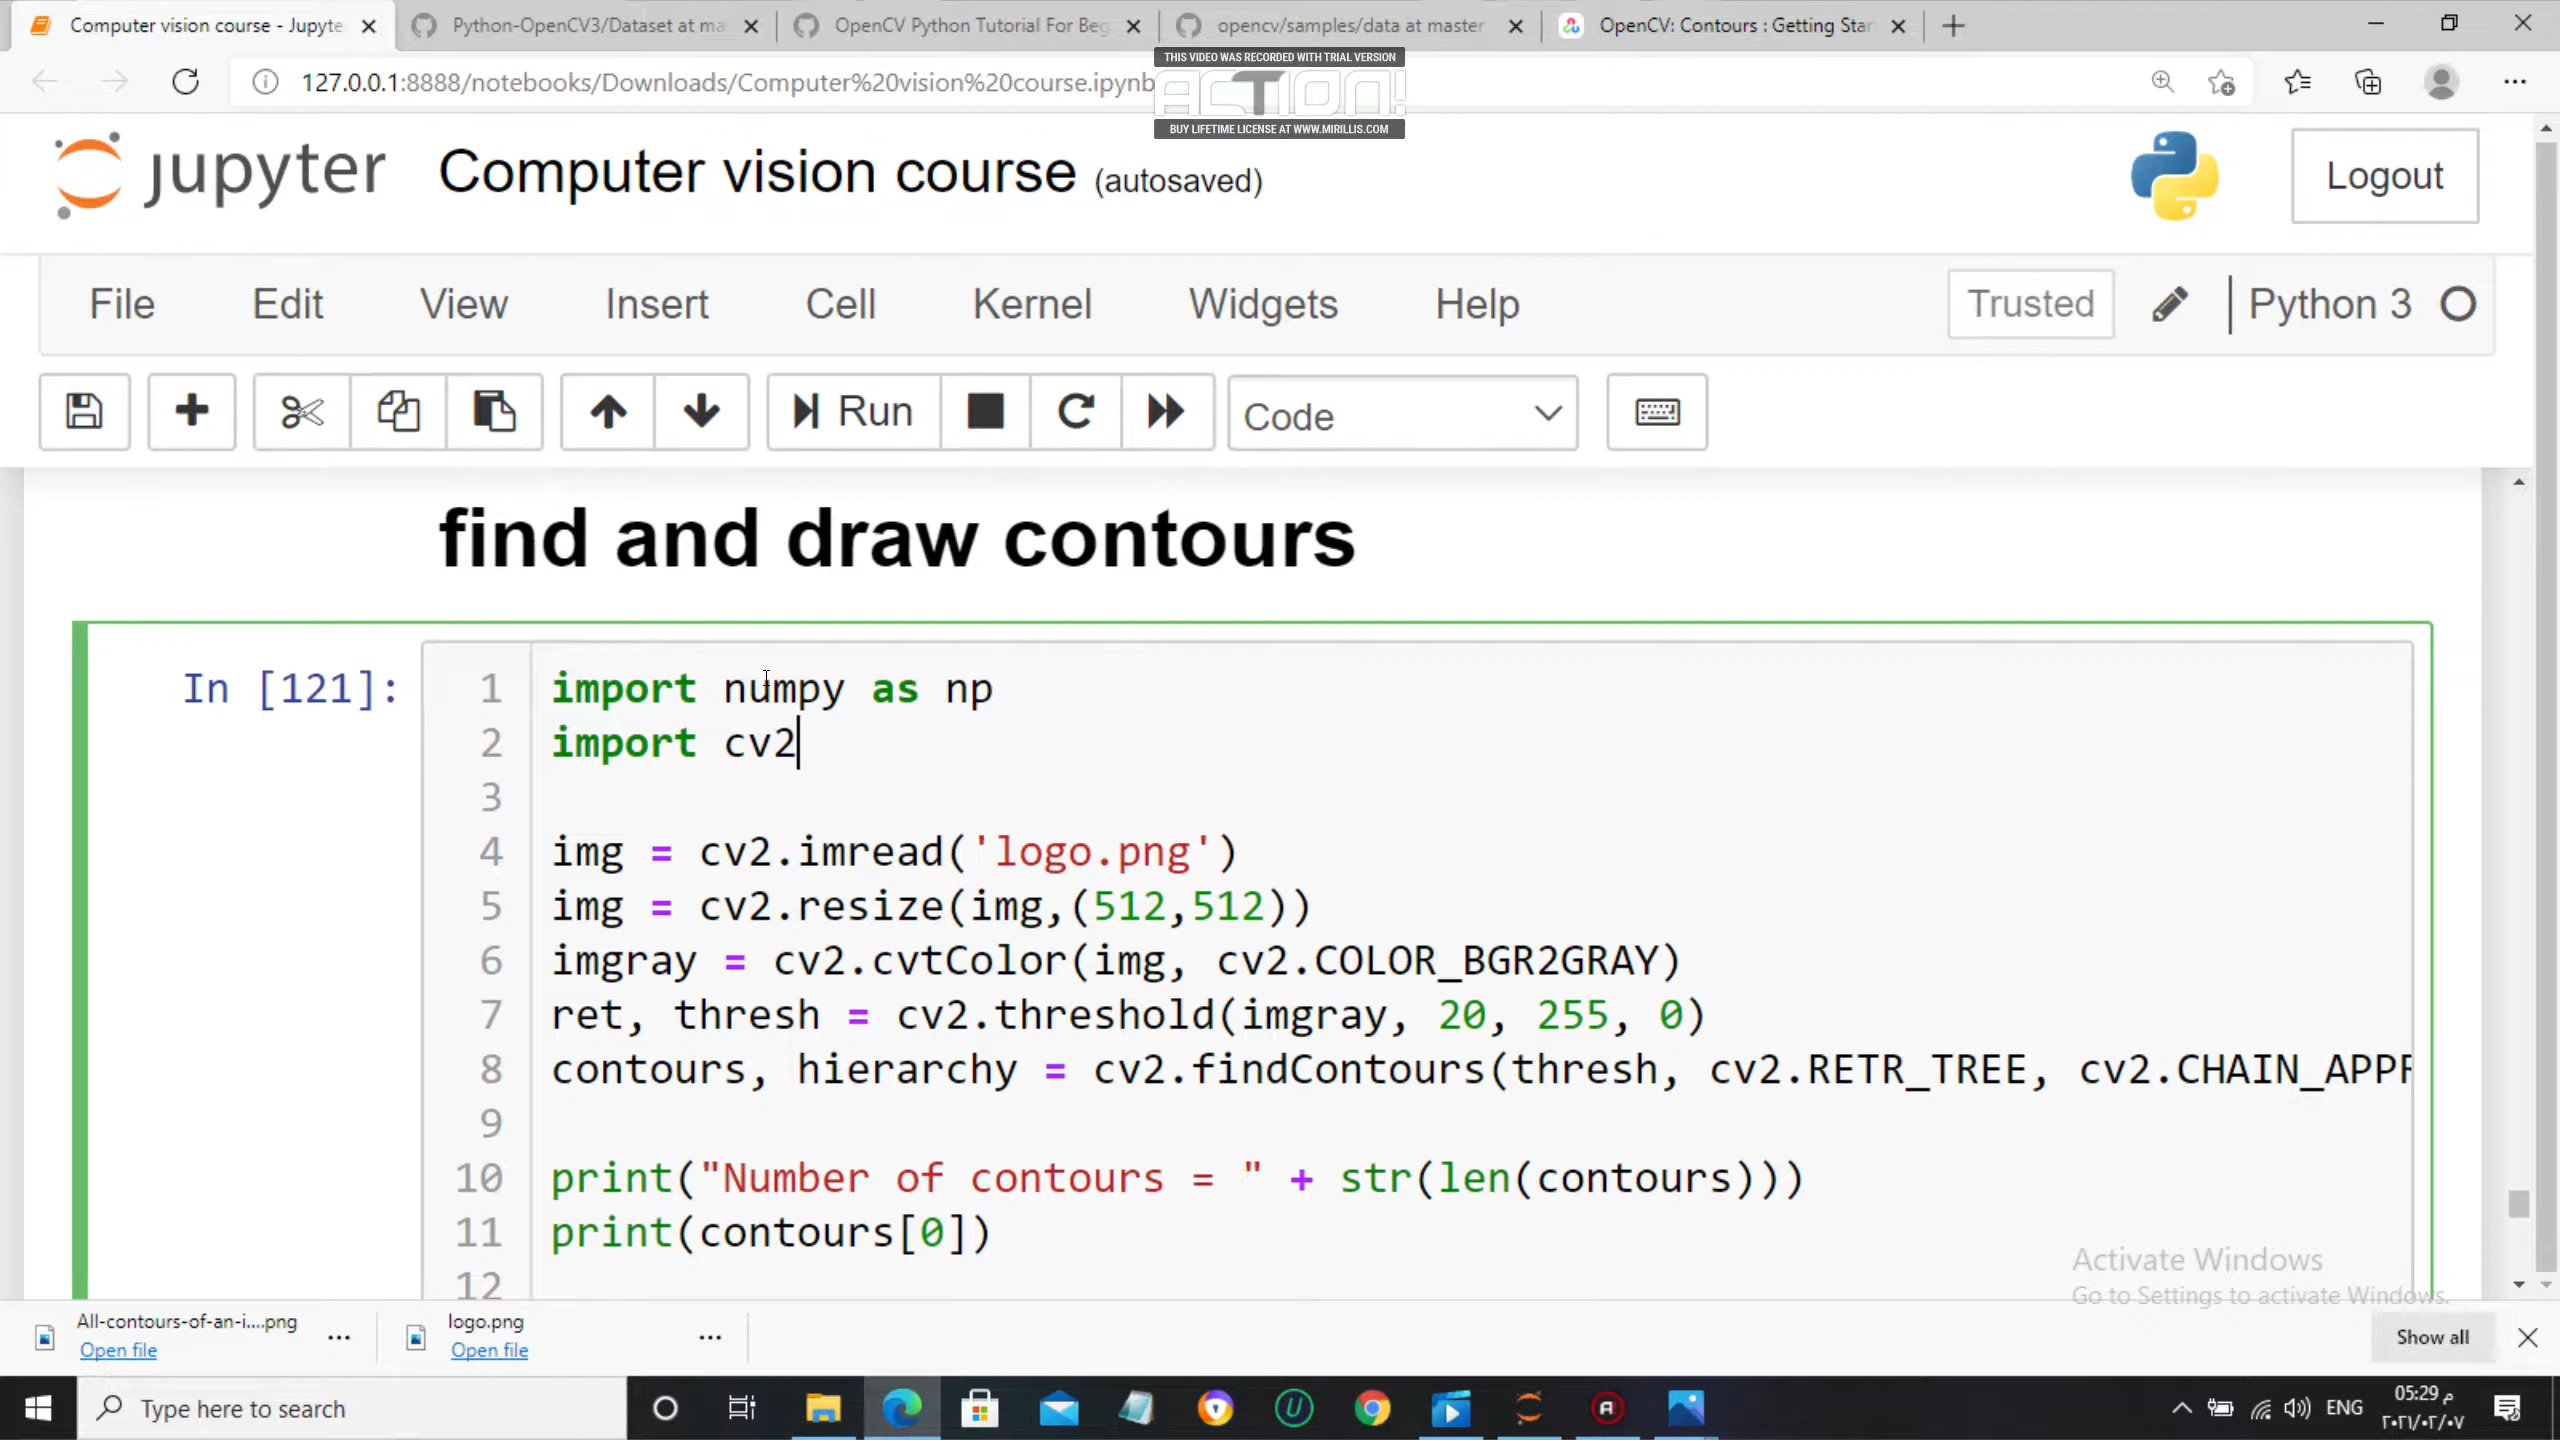 Computer vision course - Jupyte
Python-OpenCV3/Dataset at ma
OpenCV Python Tutorial For Beg
opencv/samples/data at master
OpenCV: Contours : Getting Star
127.0.0.1:8888/notebooks/Downloads/Computer%20vision%20course.ipynb
THIS VIDEO WAS RECORDED WITH TRIAL VERSION
ACTION!
BUY LIFETIME LICENSE AT WWW.MIRILLIS.COM
jupyter Computer vision course (autosaved)
Logout
File Edit View Insert Cell Kernel Widgets Help
Trusted Python 3
Run Code
find and draw contours
In [121]:
1 import numpy as np
2 import cv2
3
4 img = cv2.imread('logo.png')
5 img = cv2.resize(img,(512,512))
6 imgray = cv2.cvtColor(img, cv2.COLOR_BGR2GRAY)
7 ret, thresh = cv2.threshold(imgray, 20, 255, 0)
8 contours, hierarchy = cv2.findContours(thresh, cv2.RETR_TREE, cv2.CHAIN_APPR
9
10 print("Number of contours = " + str(len(contours)))
11 print(contours[0])
12
Activate Windows
Go to Settings to activate Windows.
All-contours-of-an-i....png
Open file
logo.png
Open file
Show all
Type here to search
ENG
05:29 م
٢٠٢١/٠٢/٠٧